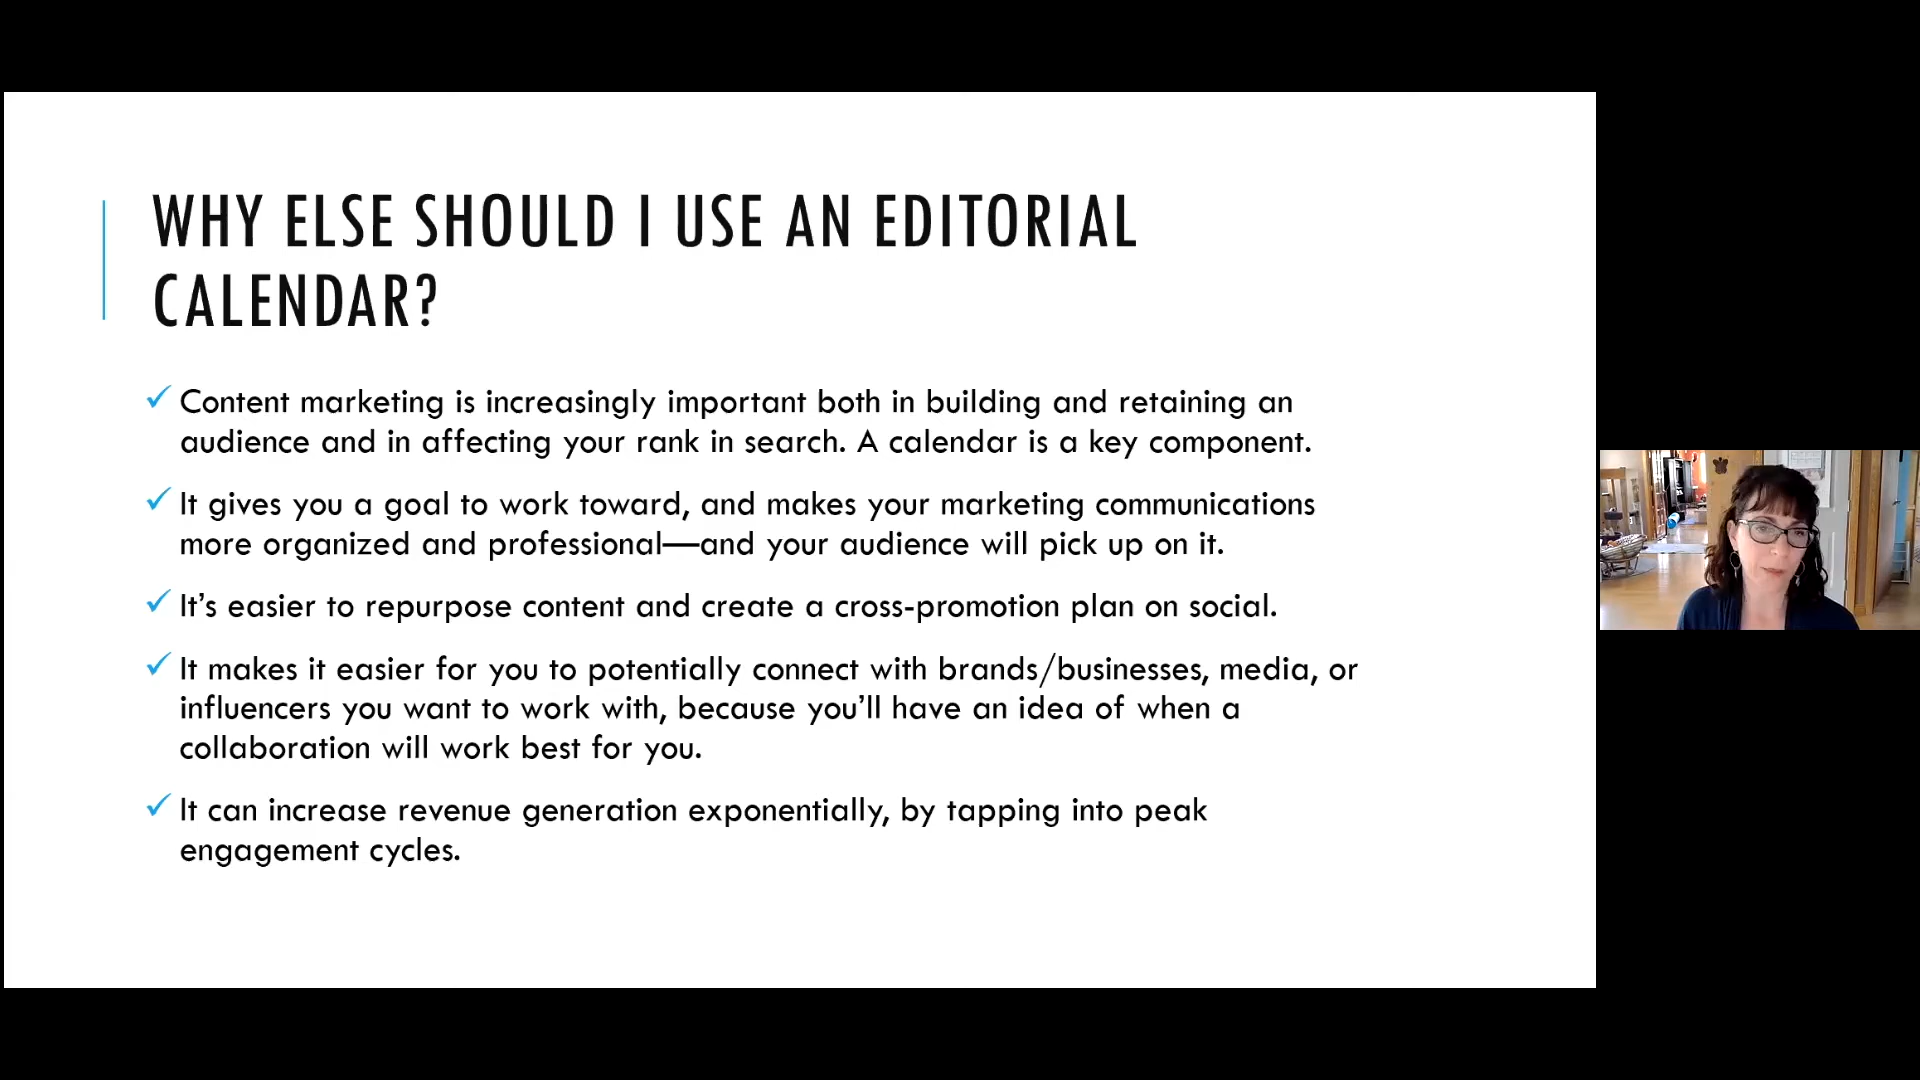 WHY ELSE SHOULD I USE AN EDITORIAL
CALENDAR?
✓ Content marketing is increasingly important both in building and retaining an
audience and in affecting your rank in search. A calendar is a key component.
✓ It gives you a goal to work toward, and makes your marketing communications
more organized and professional—and your audience will pick up on it.
✓ It’s easier to repurpose content and create a cross-promotion plan on social.
✓ It makes it easier for you to potentially connect with brands/businesses, media, or
influencers you want to work with, because you’ll have an idea of when a
collaboration will work best for you.
✓ It can increase revenue generation exponentially, by tapping into peak
engagement cycles.